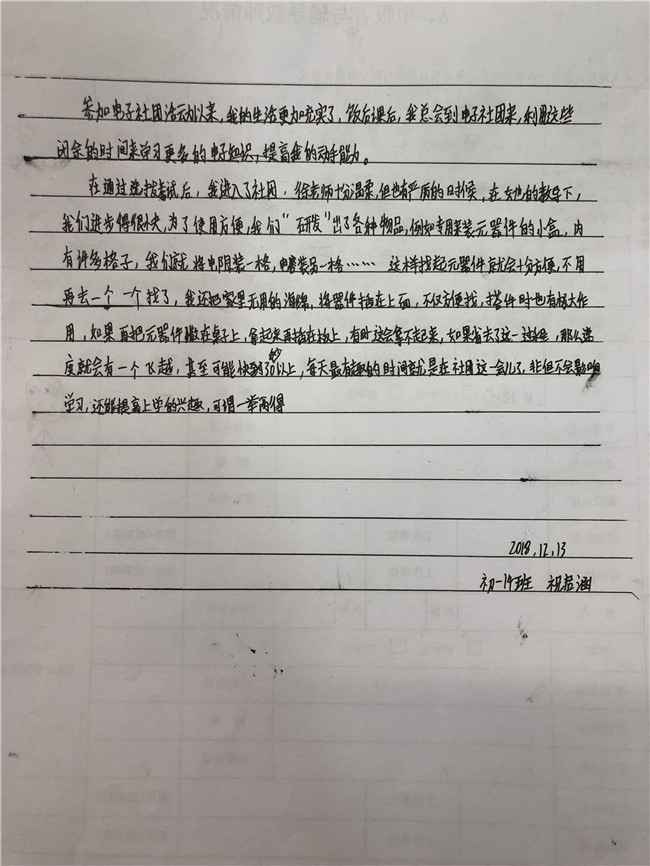 参加电子社团活动以来，我的生活更加充实了，饭后课后，我总会到电子社团来，利用这些
闲余的时间来学习更多的电子知识，提高我的动手能力。
在通过选拔考试后，我进入了社团，徐老师十分温柔，但也有严厉的时候，在她的教导下，
我们进步得很快，为了使用方便，我们“研发”出了各种物品，例如专用来装元器件的小盒，内
有许多格子，我们就将电阻装一格，电容装另一格……这样找起元器件就会十分方便，不用
再去一个一个找了，我还把家里无用的海绵，将器件插在上面，不仅方便找，搭件时也有极大作
用，如果再把元器件撒在桌子上，拿起来再插在板上，有时还会拿不起来，如果省去了这一过程，那么速
度就会有一个飞越，甚至可能快到30秒以上，每天最有趣的时间就是在社团这一会儿了，非但不会影响
学习，还能提高上学的兴趣，可谓一举两得
2018.12.13
初一14班 祝